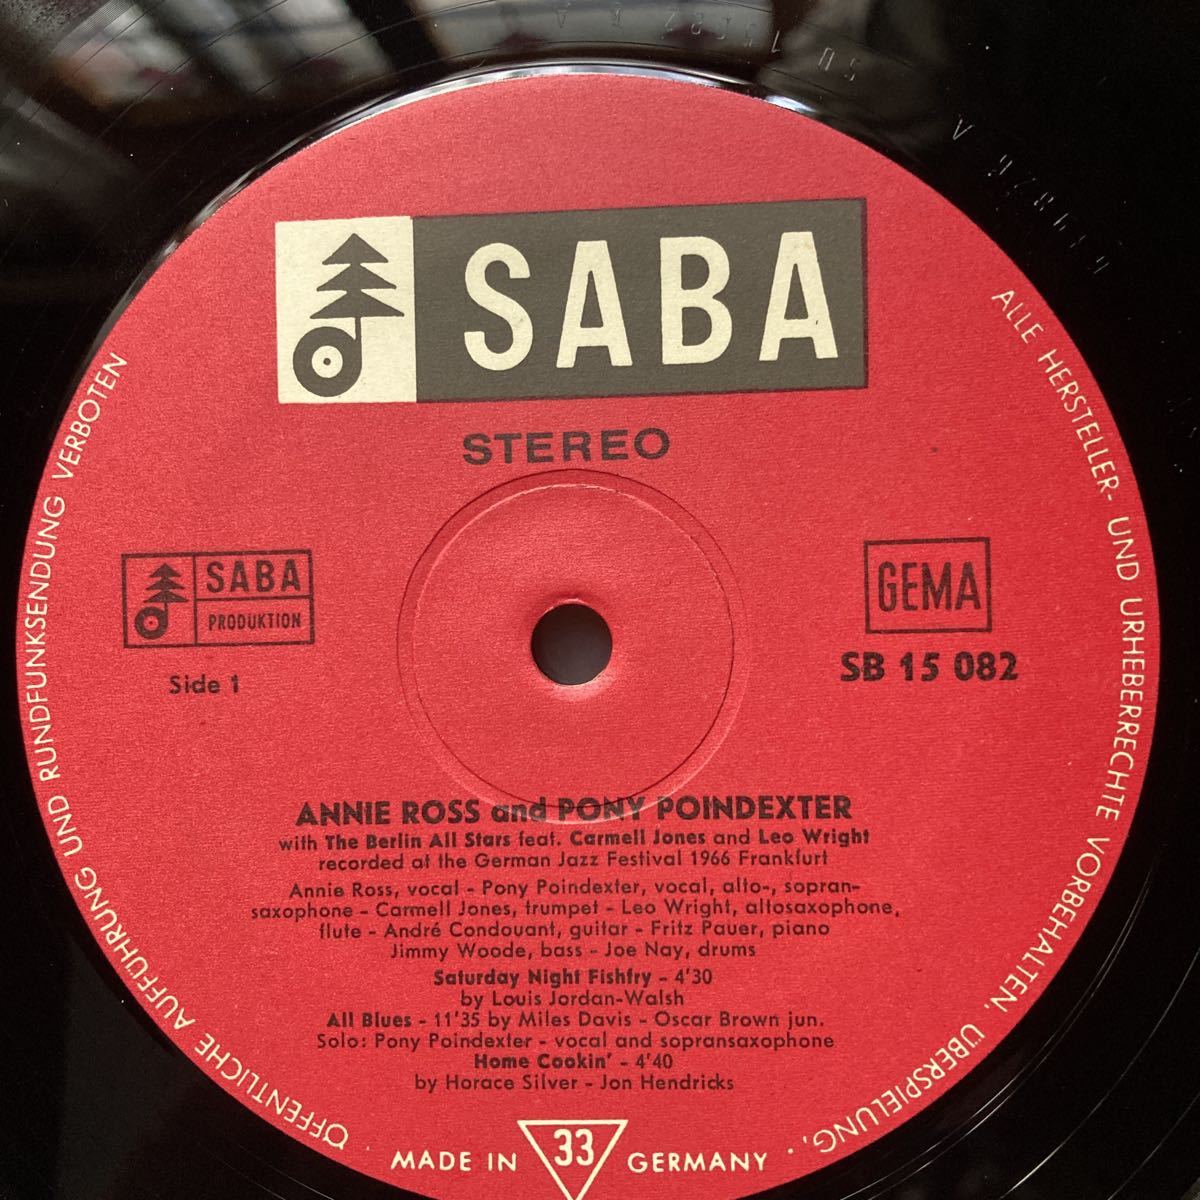 SABA
STEREO
SABA
PRODUKTION
Side 1
GEMA
SB 15 082
ANNIE ROSS and PONY POINDEXTER
with The Berlin All Stars feat. Carmell Jones and Leo Wright
recorded at the German Jazz Festival 1966 Frankfurt
Annie Ross, vocal - Pony Poindexter, vocal, alto-, sopran-
saxophone - Carmell Jones, trumpet - Leo Wright, altosaxophone,
flute - André Condouant, guitar - Fritz Pauer, piano
Jimmy Woode, bass - Joe Nay, drums
Saturday Night Fishfry - 4'30
by Louis Jordan-Walsh
All Blues - 11'35 by Miles Davis - Oscar Brown jun.
Solo: Pony Poindexter - vocal and sopransaxophone
Home Cookin' - 4'40
by Horace Silver - Jon Hendricks
ALLE HERSTELLER- UND URHEBERRECHTE VORBEHALTEN. ÜBERSPIELUNG,
ÖFFENTLICHE AUFFÜHRUNG UND RUNDFUNKSENDUNG VERBOTEN
MADE IN 33 GERMANY